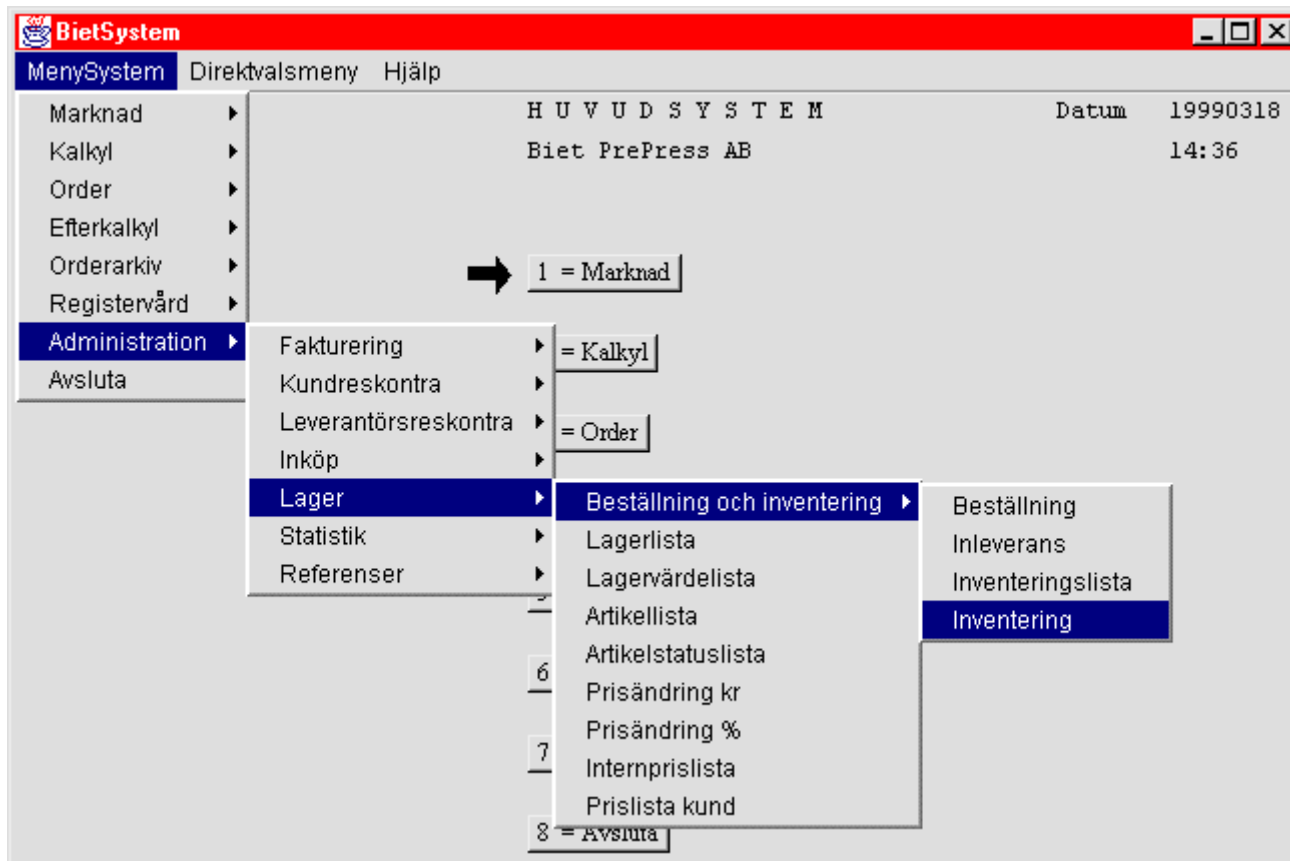 BietSystem
MenySystem Direktvalsmeny Hjälp
H U V U D S Y S T E M Datum 19990318
Biet PrePress AB 14:36
Marknad
Kalkyl
Order
Efterkalkyl
Orderarkiv
Registervård
Administration
Avsluta
Fakturering
Kundreskontra
Leverantörsreskontra
Inköp
Lager
Statistik
Referenser
Beställning och inventering
Lagerlista
Lagervärdelista
Artikellista
Artikelstatuslista
Prisändring kr
Prisändring %
Internprislista
Prislista kund
Beställning
Inleverans
Inventeringslista
Inventering
1 = Marknad
= Kalkyl
= Order
6
7
8 = Avsluta